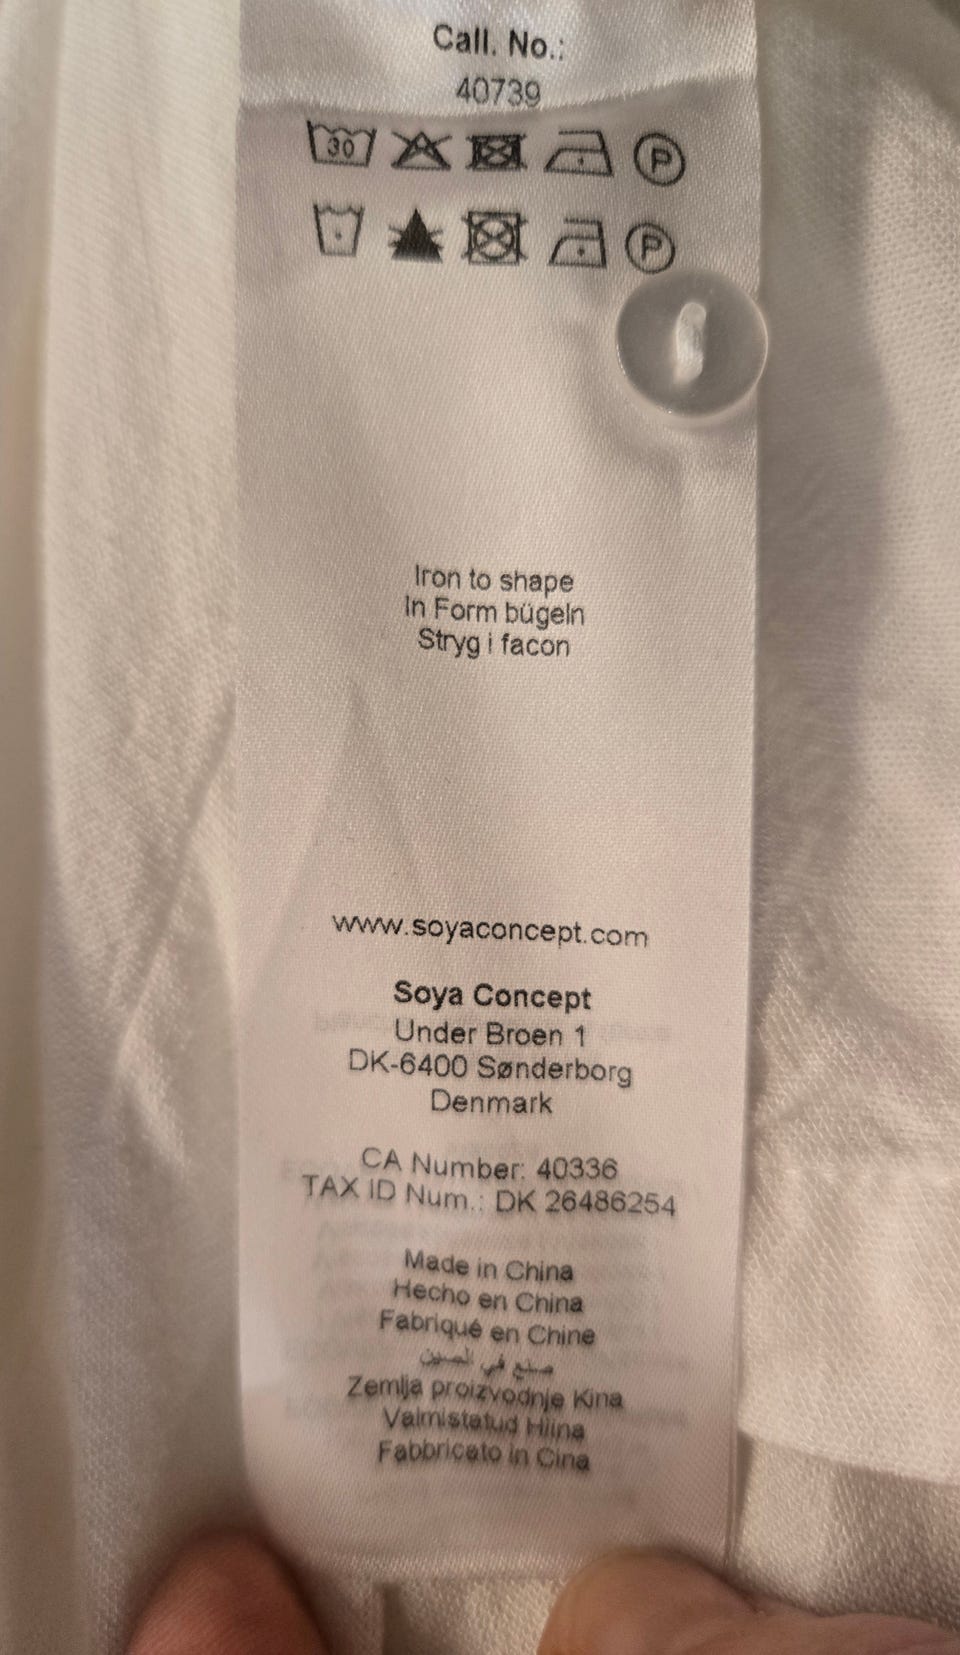 Call. No.:
40739
30 P
P
Iron to shape
In Form bügeln
Stryg i facon
www.soyaconcept.com
Soya Concept
Under Broen 1
DK-6400 Sønderborg
Denmark
CA Number: 40336
TAX ID Num.: DK 26486254
Made in China
Hecho en China
Fabriqué en Chine
صنع في الصين
Zemlja proizvodnje Kina
Valmistatud Hiina
Fabbricato in Cina